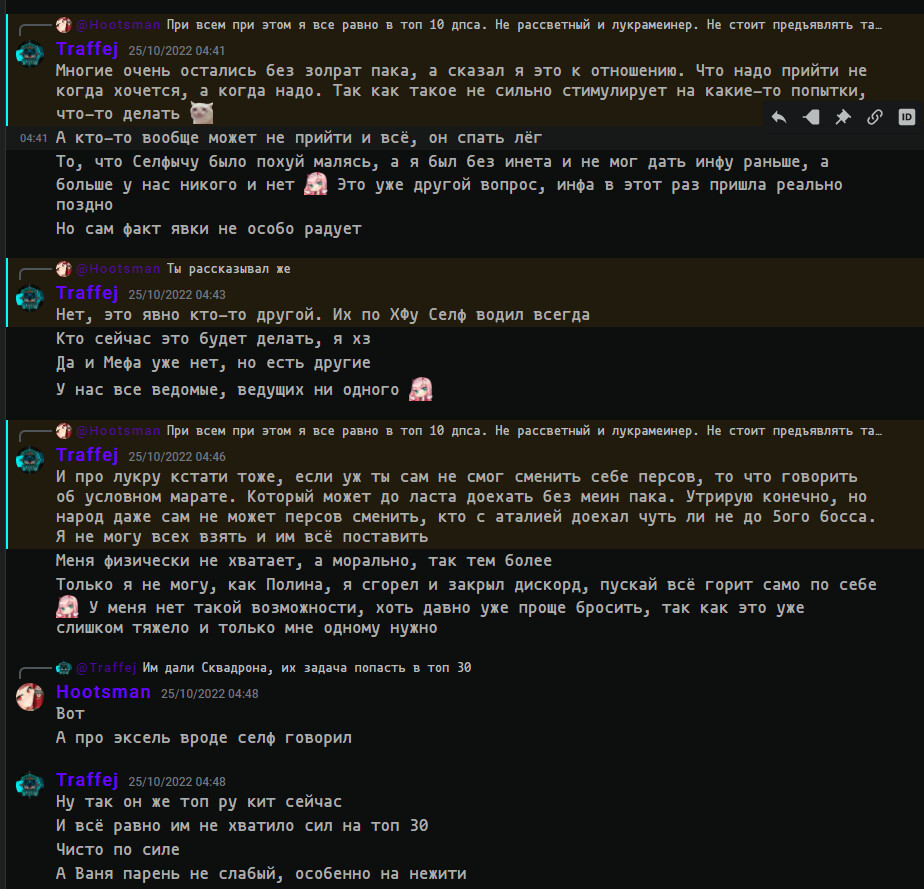 @Hootsman При всем при этом я все равно в топ 10 дпса. Не рассветный и лукрамеинер. Не стоит предъявлять та…
Traffej 25/10/2022 04:41
Многие очень остались без золрат пака, а сказал я это к отношению. Что надо прийти не
когда хочется, а когда надо. Так как такое не сильно стимулирует на какие-то попытки,
что-то делать
ID
04:41 А кто-то вообще может не прийти и всё, он спать лёг
То, что Селфычу было похуй малясь, а я был без инета и не мог дать инфу раньше, а
больше у нас никого и нет Это уже другой вопрос, инфа в этот раз пришла реально
поздно
Но сам факт явки не особо радует
@Hootsman Ты рассказывал же
Traffej 25/10/2022 04:43
Нет, это явно кто-то другой. Их по ХФу Селф водил всегда
Кто сейчас это будет делать, я хз
Да и Мефа уже нет, но есть другие
У нас все ведомые, ведущих ни одного
@Hootsman При всем при этом я все равно в топ 10 дпса. Не рассветный и лукрамеинер. Не стоит предъявлять та…
Traffej 25/10/2022 04:46
И про лукру кстати тоже, если уж ты сам не смог сменить себе персов, то что говорить
об условном марате. Который может до ласта доехать без меин пака. Утрирую конечно, но
народ даже сам не может персов сменить, кто с аталией доехал чуть ли не до 5ого босса.
Я не могу всех взять и им всё поставить
Меня физически не хватает, а морально, так тем более
Только я не могу, как Полина, я сгорел и закрыл дискорд, пускай всё горит само по себе
У меня нет такой возможности, хоть давно уже проще бросить, так как это уже
слишком тяжело и только мне одному нужно
@Traffej Им дали Сквадрона, их задача попасть в топ 30
Hootsman 25/10/2022 04:48
Вот
А про эксель вроде селф говорил
Traffej 25/10/2022 04:48
Ну так он же топ ру кит сейчас
И всё равно им не хватило сил на топ 30
Чисто по силе
А Ваня парень не слабый, особенно на нежити